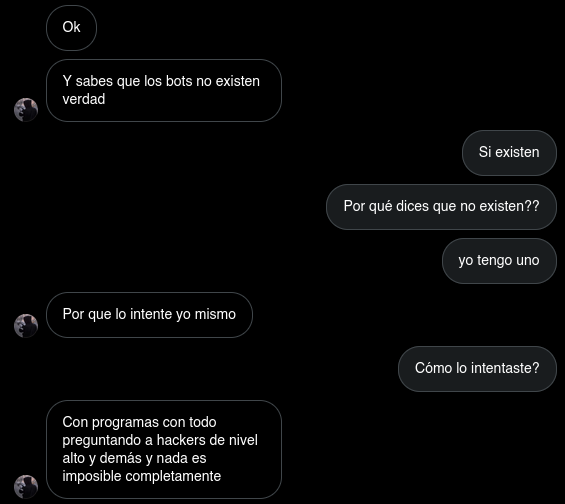 Ok
Y sabes que los bots no existen
verdad
Si existen
Por qué dices que no existen??
yo tengo uno
Por que lo intente yo mismo
Cómo lo intentaste?
Con programas con todo
preguntando a hackers de nivel
alto y demás y nada es
imposible completamente